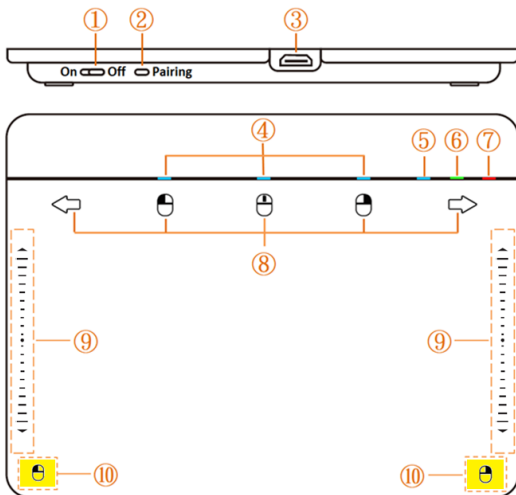 ① ② ③
On Off Pairing
④ ⑤ ⑥ ⑦
⑧
⑨ ⑨
⑩ ⑩